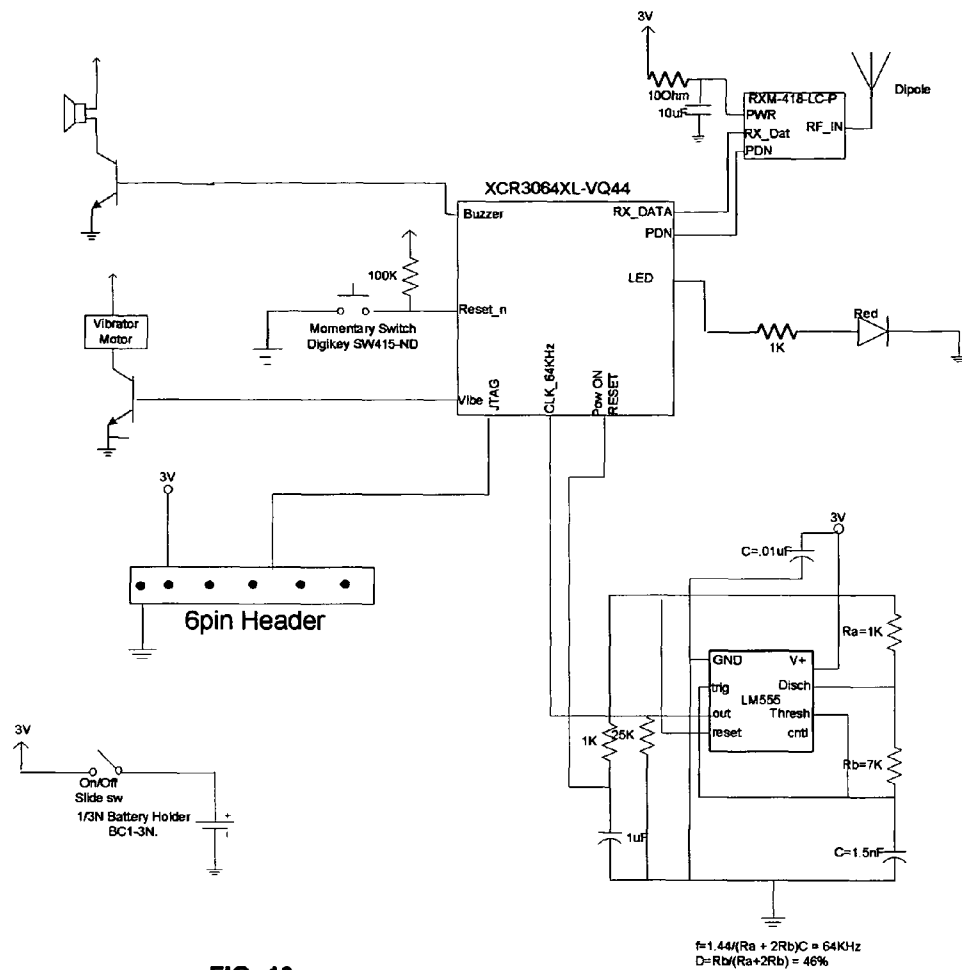 3V
10Ohm
10uF
RXM-418-LC-P
PWR
RX_Dat
PDN
RF_IN
Dipole
XCR3064XL-VQ44
Buzzer
RX_DATA
PDN
LED
100K
Reset_n
Momentary Switch
Digikey SW415-ND
Vibrator
Motor
Vibe
JTAG
CLK_64KHz
Pow ON
RESET
Red
1K
3V
6pin Header
3V
C=.01uF
Ra=1K
GND
V+
trig
Disch
LM555
out
Thresh
reset
cntl
1K
25K
Rb=7K
1uF
C=1.5nF
3V
On/Off
Slide sw
1/3N Battery Holder
BC1-3N.
+
f=1.44/(Ra + 2Rb)C = 64KHz
D=Rb/(Ra+2Rb) = 46%